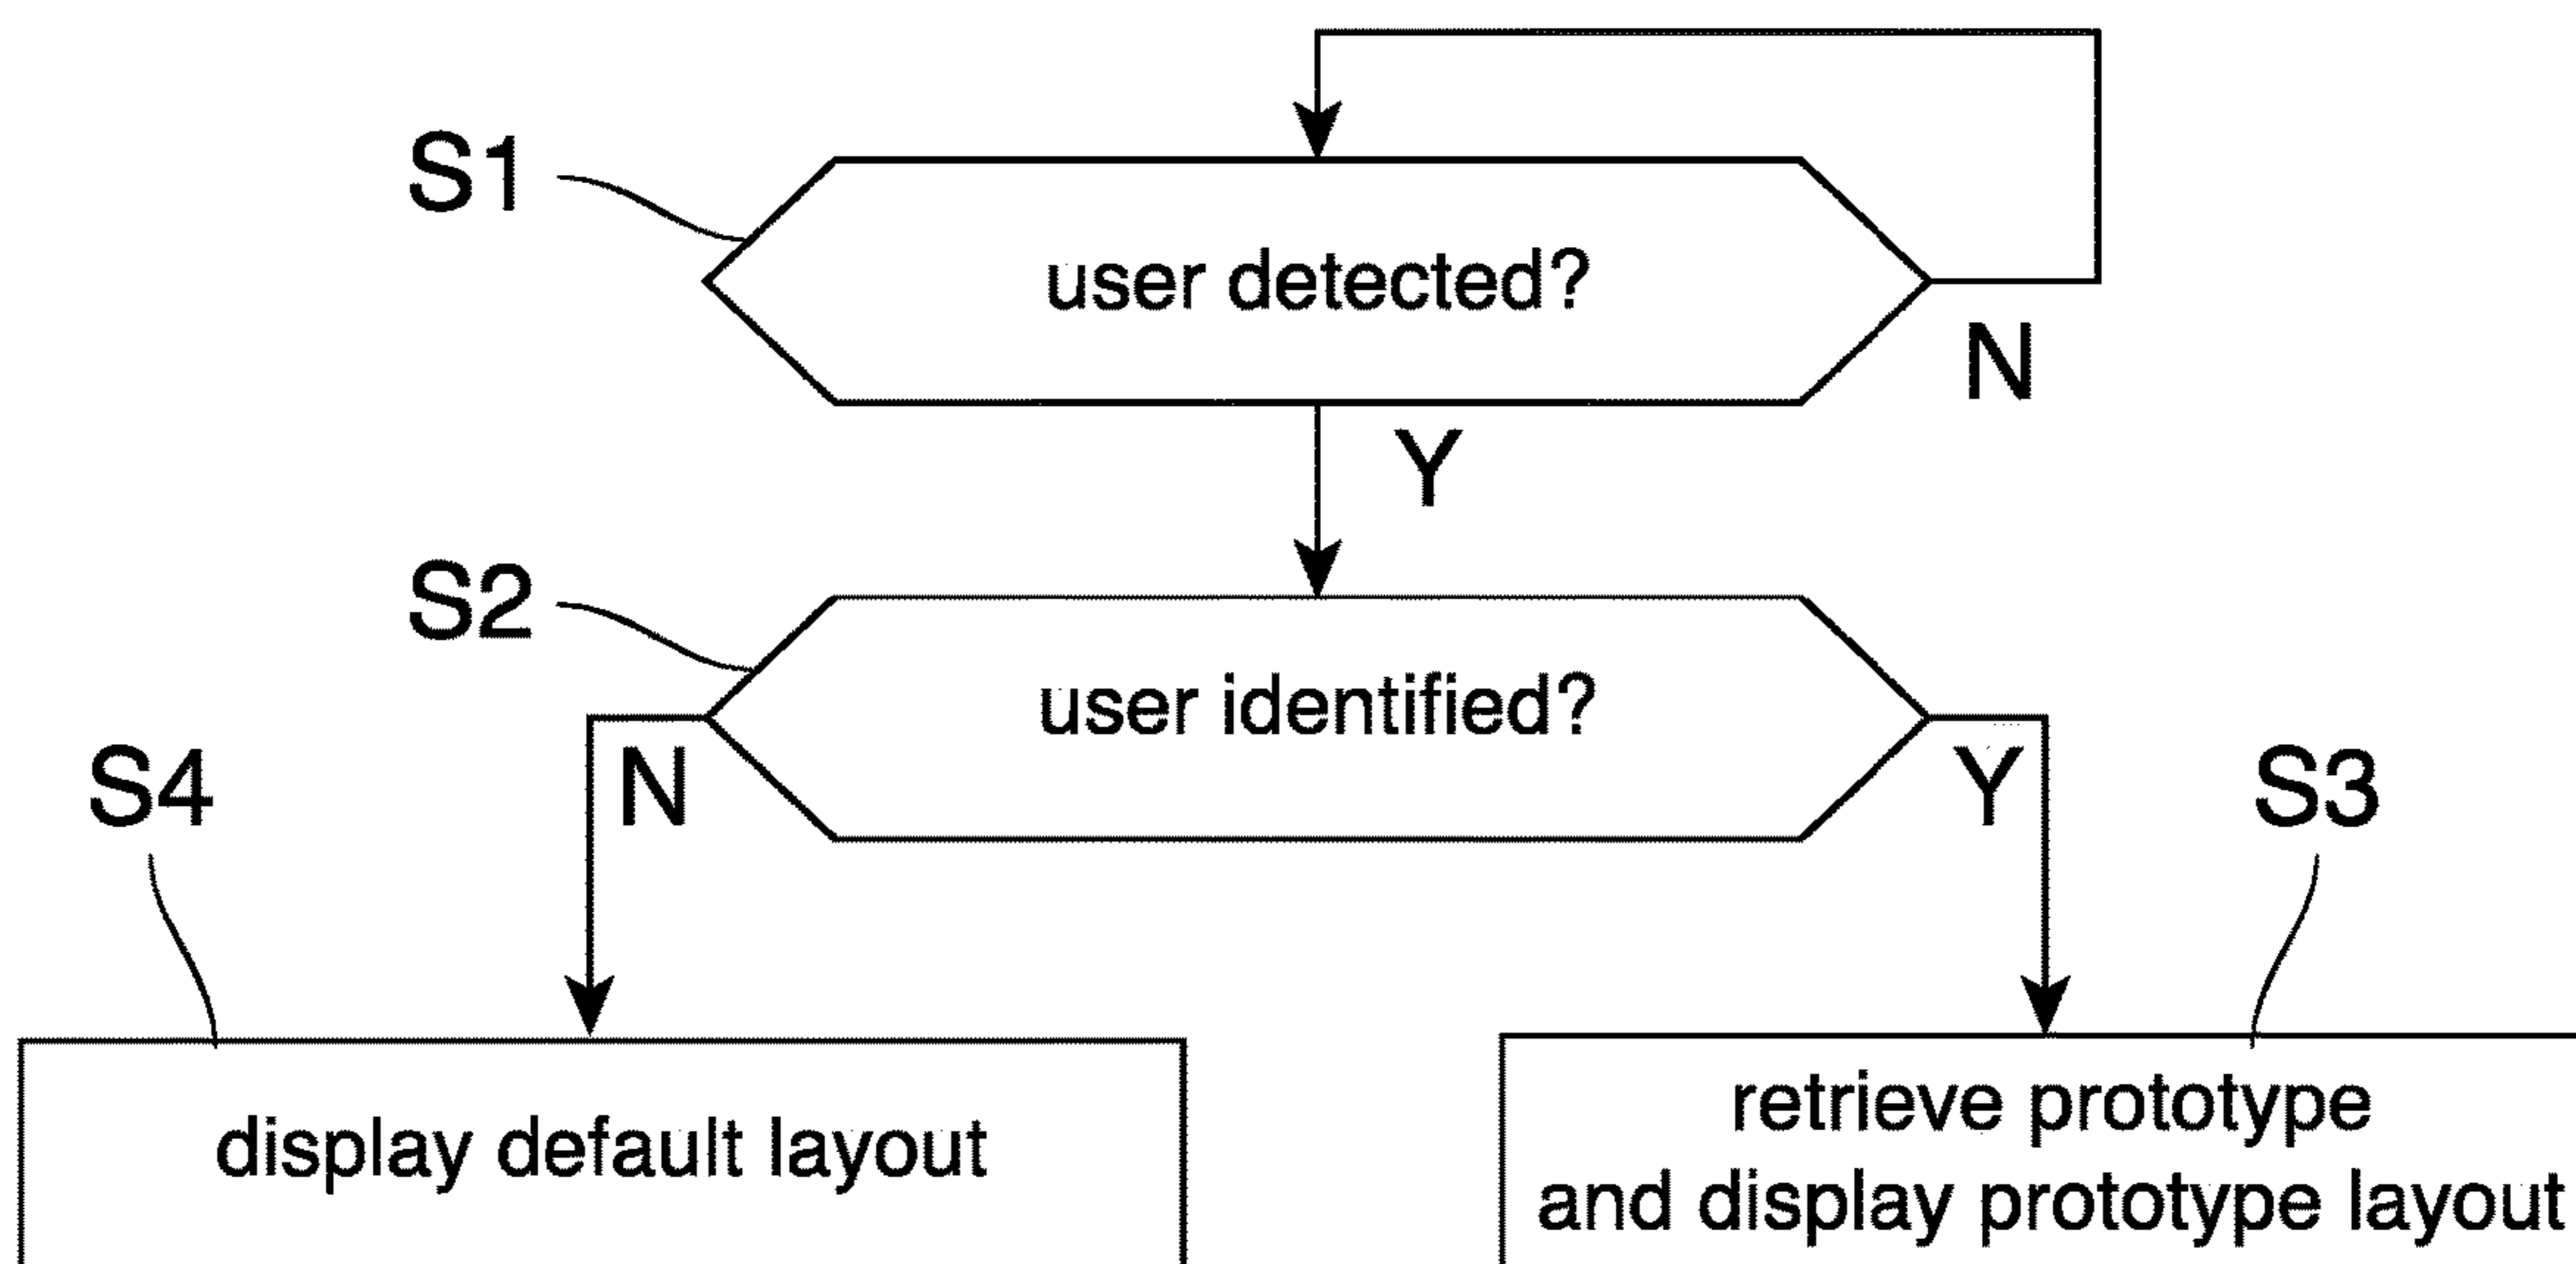 S1
user detected?
N
Y
S2
user identified?
N
Y
S4
S3
display default layout
retrieve prototype
and display prototype layout